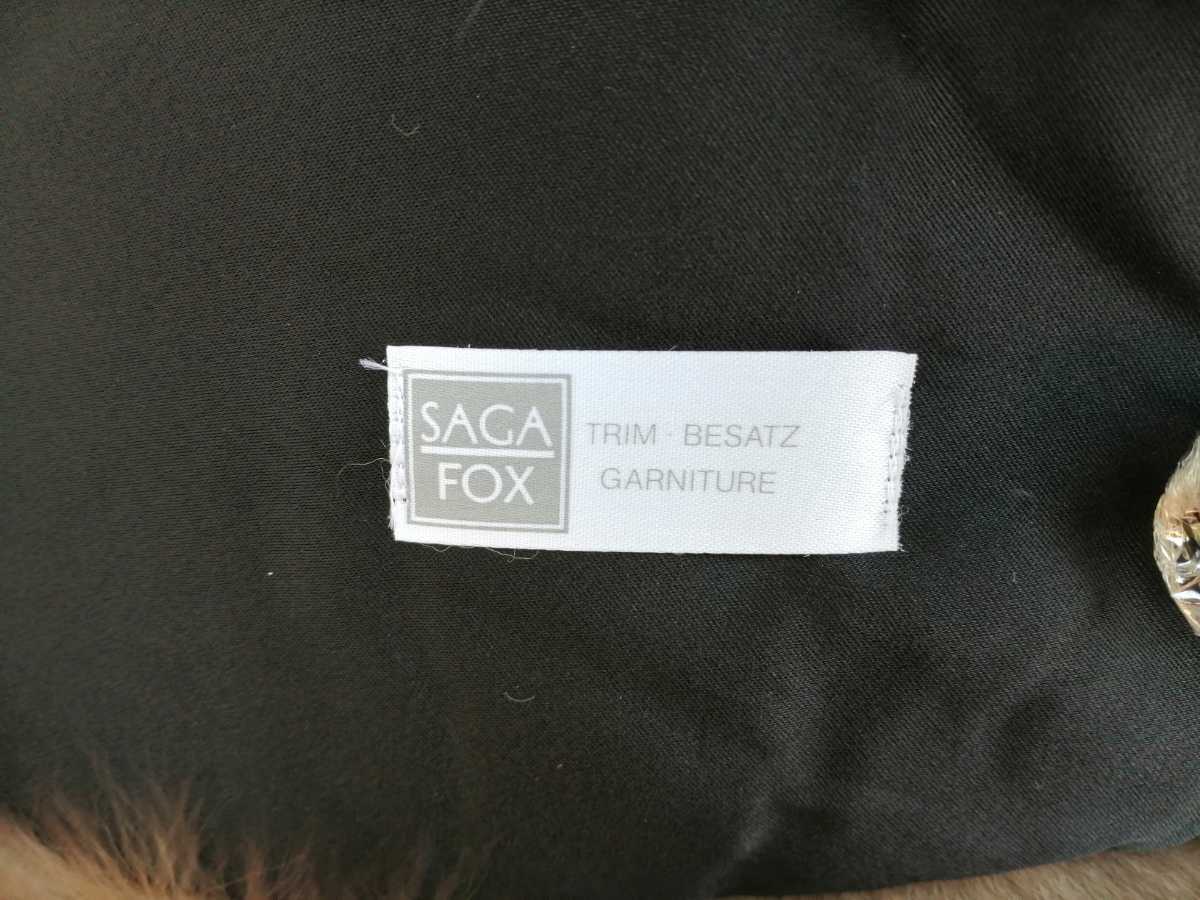 SAGA
FOX
TRIM · BESATZ
GARNITURE